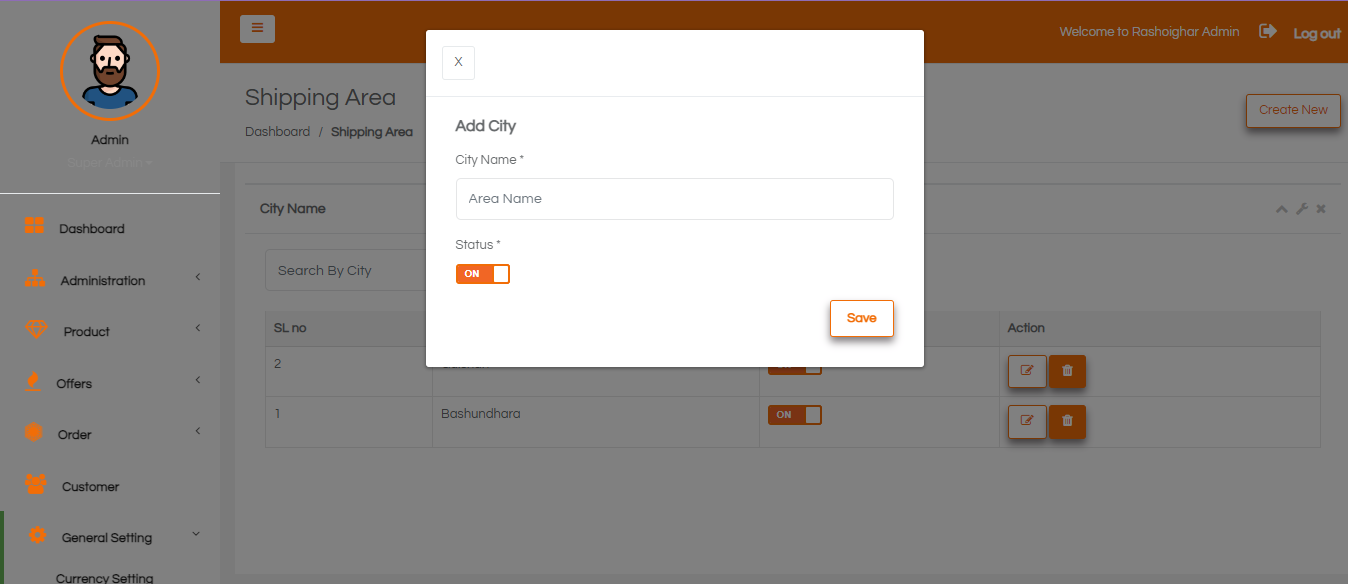 Admin
Super Admin
Dashboard
Administration
Product
Offers
Order
Customer
General Setting
Currency Setting
Welcome to Rashoighar Admin
Log out
Shipping Area
Dashboard / Shipping Area
Create New
X
Add City
City Name *
Area Name
Status *
ON
Save
City Name
Search By City
SL no
Action
2
1
Bashundhara
ON